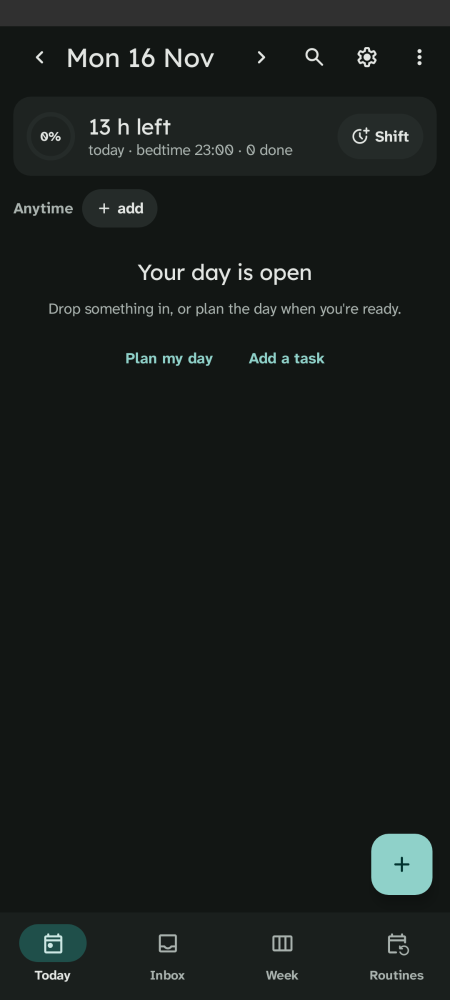 Mon 16 Nov
0%
13 h left
today · bedtime 23:00 · 0 done
Shift
Anytime
+ add
Your day is open
Drop something in, or plan the day when you're ready.
Plan my day
Add a task
Today
Inbox
Week
Routines